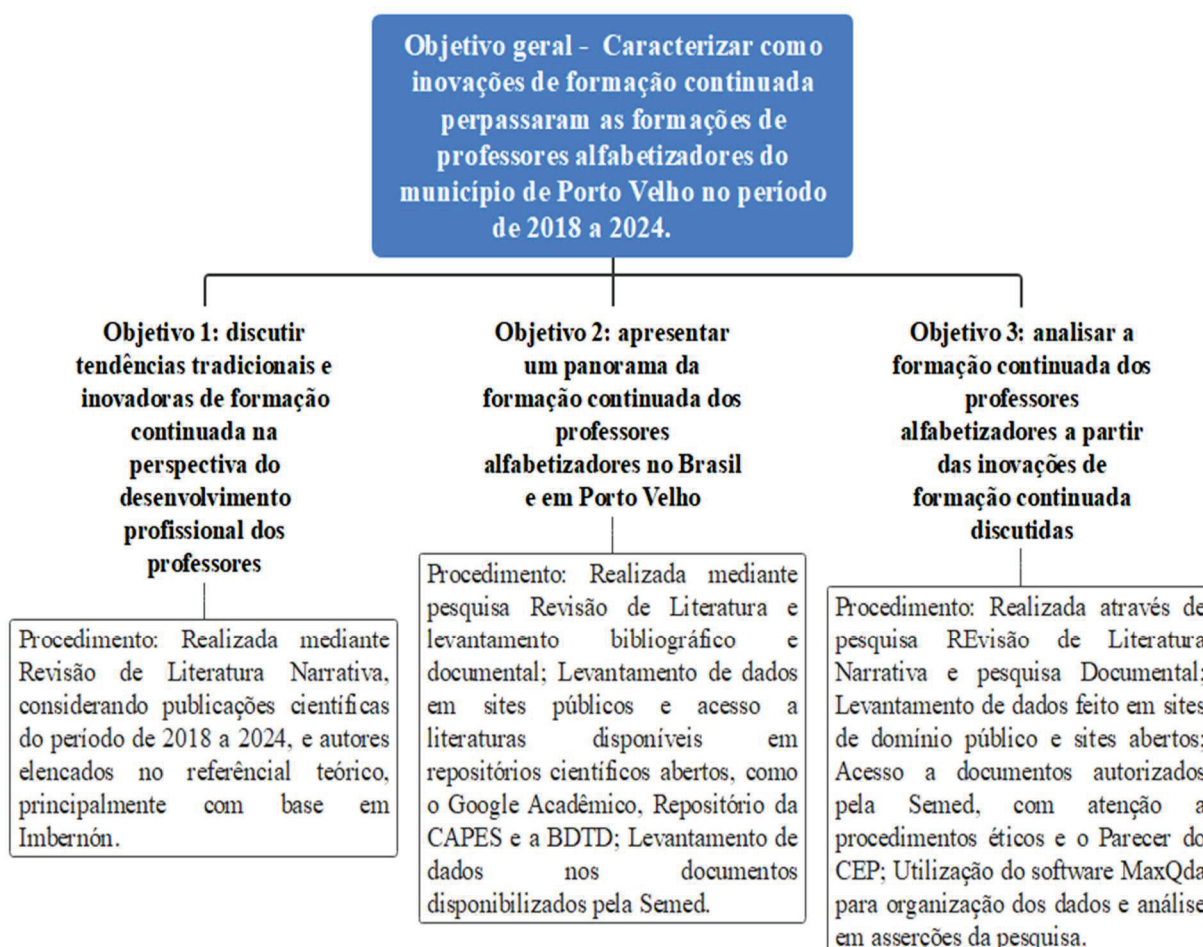 Objetivo geral - Caracterizar como
inovações de formação continuada
perpassaram as formações de
professores alfabetizadores do
município de Porto Velho no período
de 2018 a 2024.
Objetivo 1: discutir
tendências tradicionais e
inovadoras de formação
continuada na
perspectiva do
desenvolvimento
profissional dos
professores
Procedimento: Realizada mediante
Revisão de Literatura Narrativa,
considerando publicações científicas
do período de 2018 a 2024, e autores
elencados no referêncial teórico,
principalmente com base em
Imbernón.
Objetivo 2: apresentar
um panorama da
formação continuada dos
professores
alfabetizadores no Brasil
e em Porto Velho
Procedimento: Realizada mediante
pesquisa Revisão de Literatura e
levantamento bibliográfico e
documental; Levantamento de dados
em sites públicos e acesso a
literaturas disponíveis em
repositórios científicos abertos, como
o Google Acadêmico, Repositório da
CAPES e a BDTD; Levantamento de
dados nos documentos
disponibilizados pela Semed.
Objetivo 3: analisar a
formação continuada dos
professores
alfabetizadores a partir
das inovações de
formação continuada
discutidas
Procedimento: Realizada através de
pesquisa REvisão de Literatura
Narrativa e pesquisa Documental;
Levantamento de dados feito em sites
de domínio público e sites abertos;
Acesso a documentos autorizados
pela Semed, com atenção a
procedimentos éticos e o Parecer do
CEP; Utilização do software MaxQda
para organização dos dados e análise
em asserções da pesquisa.